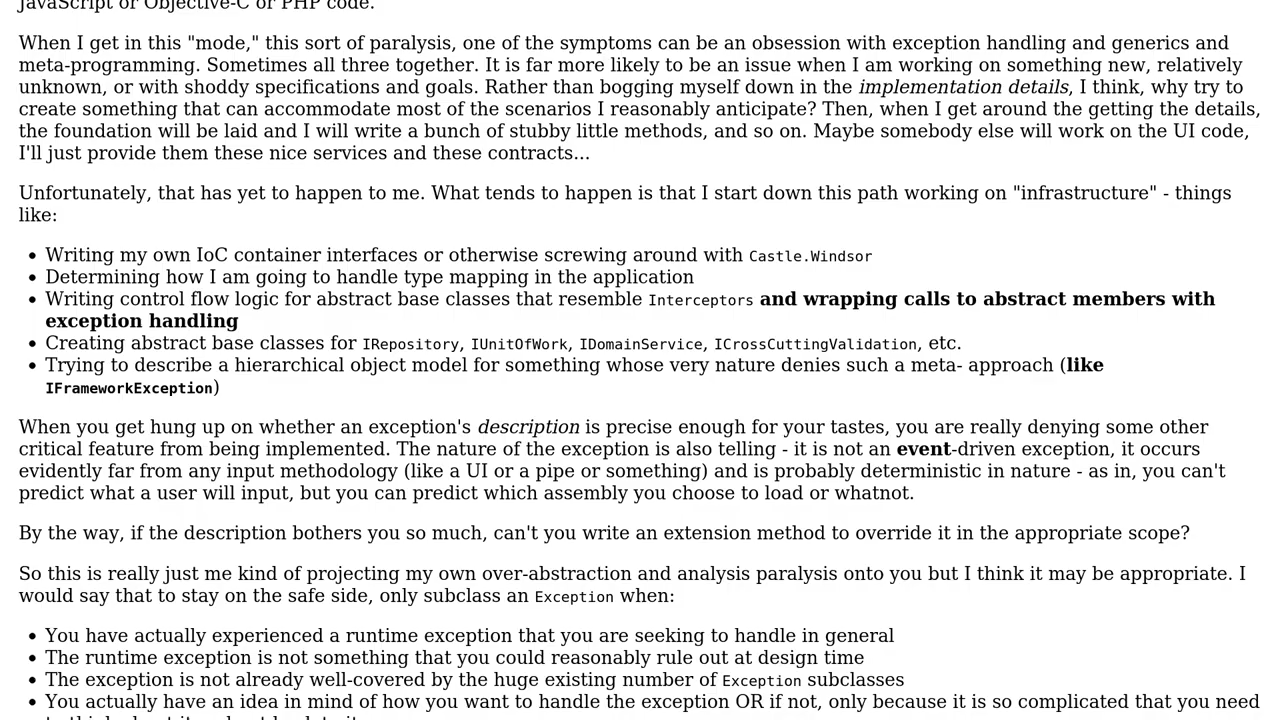 JavaScript or Objective-C or PHP code.
When I get in this "mode," this sort of paralysis, one of the symptoms can be an obsession with exception handling and generics and
meta-programming. Sometimes all three together. It is far more likely to be an issue when I am working on something new, relatively
unknown, or with shoddy specifications and goals. Rather than bogging myself down in the implementation details, I think, why try to
create something that can accommodate most of the scenarios I reasonably anticipate? Then, when I get around the getting the details,
the foundation will be laid and I will write a bunch of stubby little methods, and so on. Maybe somebody else will work on the UI code,
I'll just provide them these nice services and these contracts...
Unfortunately, that has yet to happen to me. What tends to happen is that I start down this path working on "infrastructure" - things
like:
• Writing my own IoC container interfaces or otherwise screwing around with Castle.Windsor
• Determining how I am going to handle type mapping in the application
• Writing control flow logic for abstract base classes that resemble Interceptors and wrapping calls to abstract members with
exception handling
• Creating abstract base classes for IRepository, IUnitOfWork, IDomainService, ICrossCuttingValidation, etc.
• Trying to describe a hierarchical object model for something whose very nature denies such a meta- approach (like
IFrameworkException)
When you get hung up on whether an exception's description is precise enough for your tastes, you are really denying some other
critical feature from being implemented. The nature of the exception is also telling - it is not an event-driven exception, it occurs
evidently far from any input methodology (like a UI or a pipe or something) and is probably deterministic in nature - as in, you can't
predict what a user will input, but you can predict which assembly you choose to load or whatnot.
By the way, if the description bothers you so much, can't you write an extension method to override it in the appropriate scope?
So this is really just me kind of projecting my own over-abstraction and analysis paralysis onto you but I think it may be appropriate. I
would say that to stay on the safe side, only subclass an Exception when:
• You have actually experienced a runtime exception that you are seeking to handle in general
• The runtime exception is not something that you could reasonably rule out at design time
• The exception is not already well-covered by the huge existing number of Exception subclasses
• You actually have an idea in mind of how you want to handle the exception OR if not, only because it is so complicated that you need